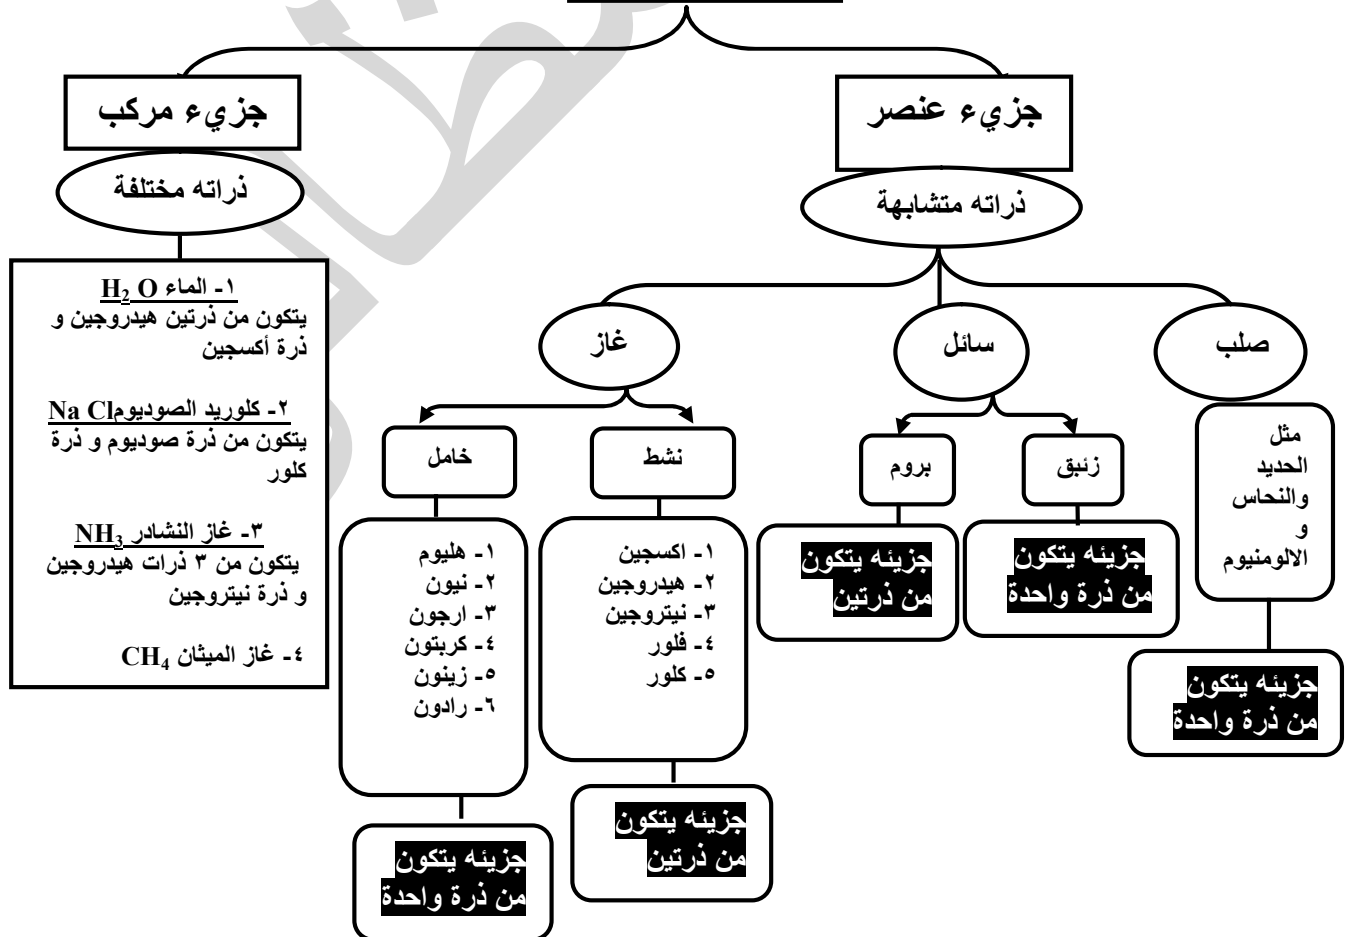 جزيء عنصر
جزيء مركب
ذراته متشابهة
ذراته مختلفة
صلب
سائل
غاز
مثل
الحديد
والنحاس
و
الالومنيوم
جزيئه يتكون
من ذرة واحدة
زئبق
جزيئه يتكون
من ذرة واحدة
بروم
جزيئه يتكون
من ذرتين
نشط
١- اكسجين
٢- هيدروجين
٣- نيتروجين
٤- فلور
٥- كلور
جزيئه يتكون
من ذرتين
خامل
١- هليوم
٢- نيون
٣- ارجون
٤- كربتون
٥- زينون
٦- رادون
جزيئه يتكون
من ذرة واحدة
١- الماء H₂ O
يتكون من ذرتين هيدروجين و
ذرة أكسجين
٢- كلوريد الصوديومNa Cl
يتكون من ذرة صوديوم و ذرة
كلور
٣- غاز النشادر NH₃
يتكون من ٣ ذرات هيدروجين
و ذرة نيتروجين
٤- غاز الميثان CH₄